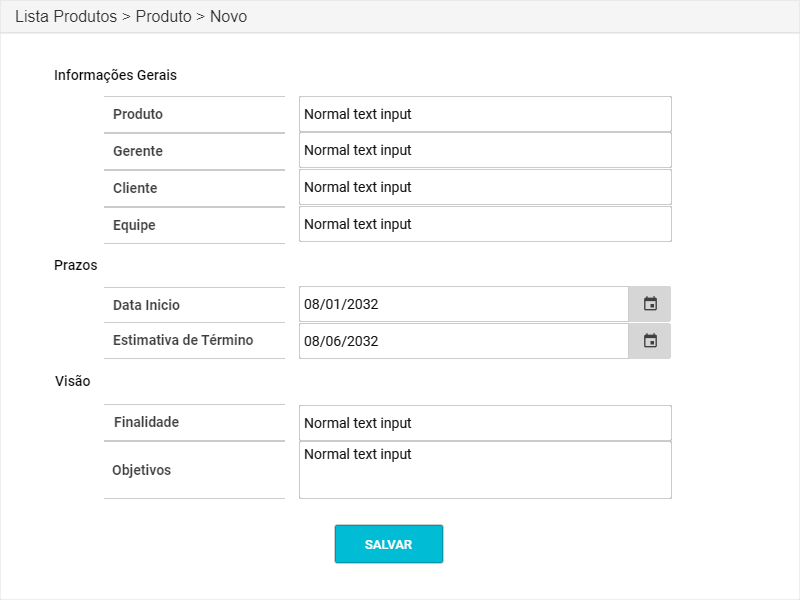 Lista Produtos > Produto > Novo
Informações Gerais
Produto Normal text input
Gerente Normal text input
Cliente Normal text input
Equipe Normal text input
Prazos
Data Inicio 08/01/2032
Estimativa de Término 08/06/2032
Visão
Finalidade Normal text input
Objetivos Normal text input
SALVAR